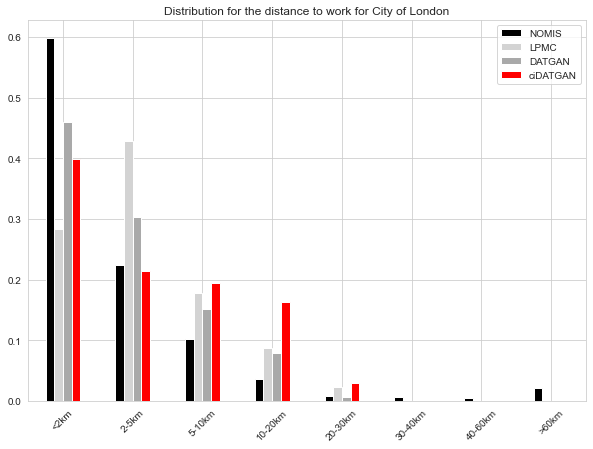 Distribution for the distance to work for City of London
NOMIS
LPMC
DATGAN
ciDATGAN
0.6
0.5
0.4
0.3
0.2
0.1
0.0
<2km
2-5km
5-10km
10-20km
20-30km
30-40km
40-60km
>60km